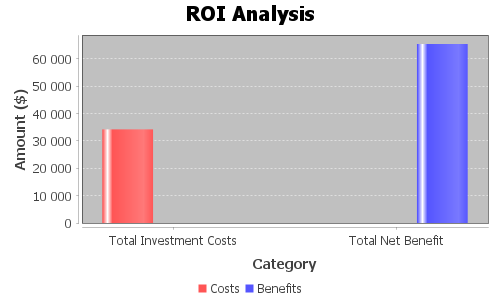 ROI Analysis
60 000
50 000
40 000
30 000
20 000
10 000
0
Amount ($)
Total Investment Costs
Total Net Benefit
Category
Costs Benefits